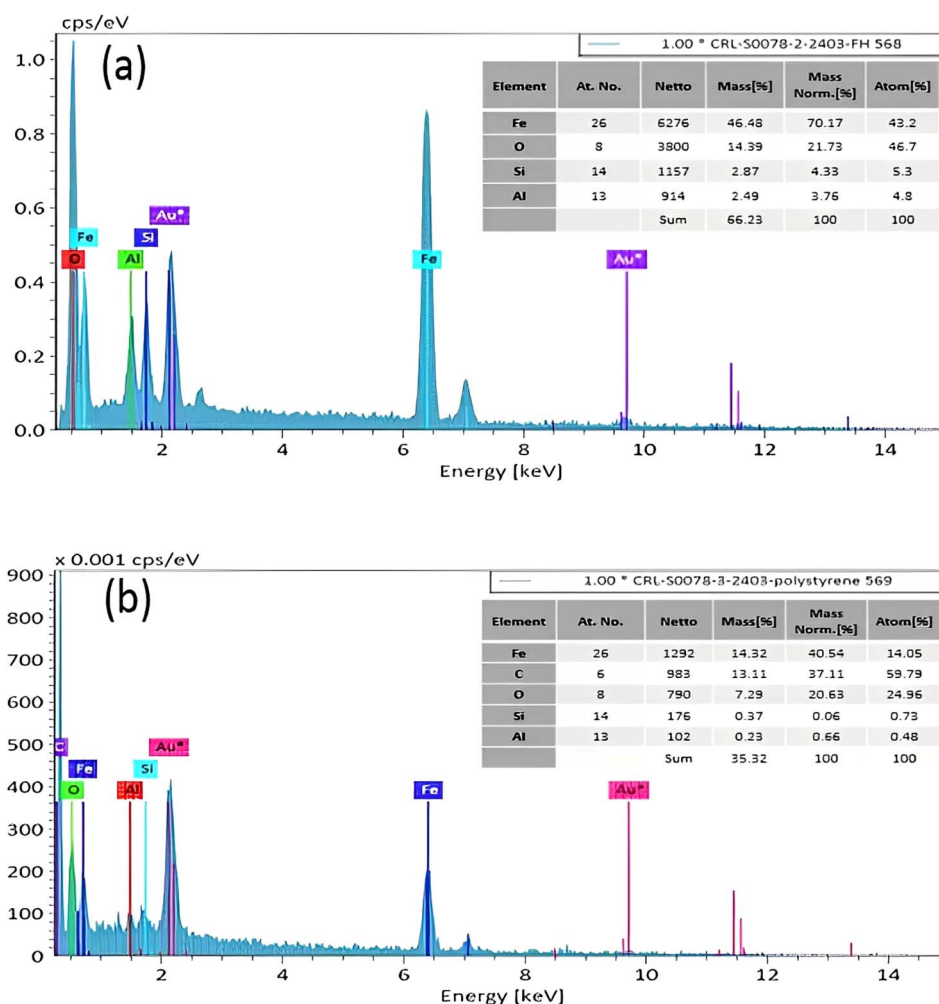 cps/eV
(a)
1.00 ° CRL-S0078-2-2403-FH 568
Element At. No. Netto Mass[%] Mass Norm.[%] Atom[%]
Fe 26 6276 46.48 70.17 43.2
O 8 3800 14.39 21.73 46.7
Si 14 1157 2.87 4.33 5.3
Al 13 914 2.49 3.76 4.8
Sum 66.23 100 100
1.0
0.8
0.6
0.4
0.2
0.0
Au*
Fe Si
O Al Fe Au*
2 4 6 8 10 12 14
Energy [keV]
x 0.001 cps/eV
(b)
1.00 ° CRL-S0078-3-2403-polystyrene 569
Element At. No. Netto Mass[%] Mass Norm.[%] Atom[%]
Fe 26 1292 14.32 40.54 14.05
C 6 983 13.11 37.11 59.79
O 8 790 7.29 20.63 24.96
Si 14 176 0.37 0.06 0.73
Al 13 102 0.23 0.66 0.48
Sum 35.32 100 100
900
800
700
600
500
400
300
200
100
0
C Au*
Fe Si
O Al Fe Au*
2 4 6 8 10 12 14
Energy [keV]